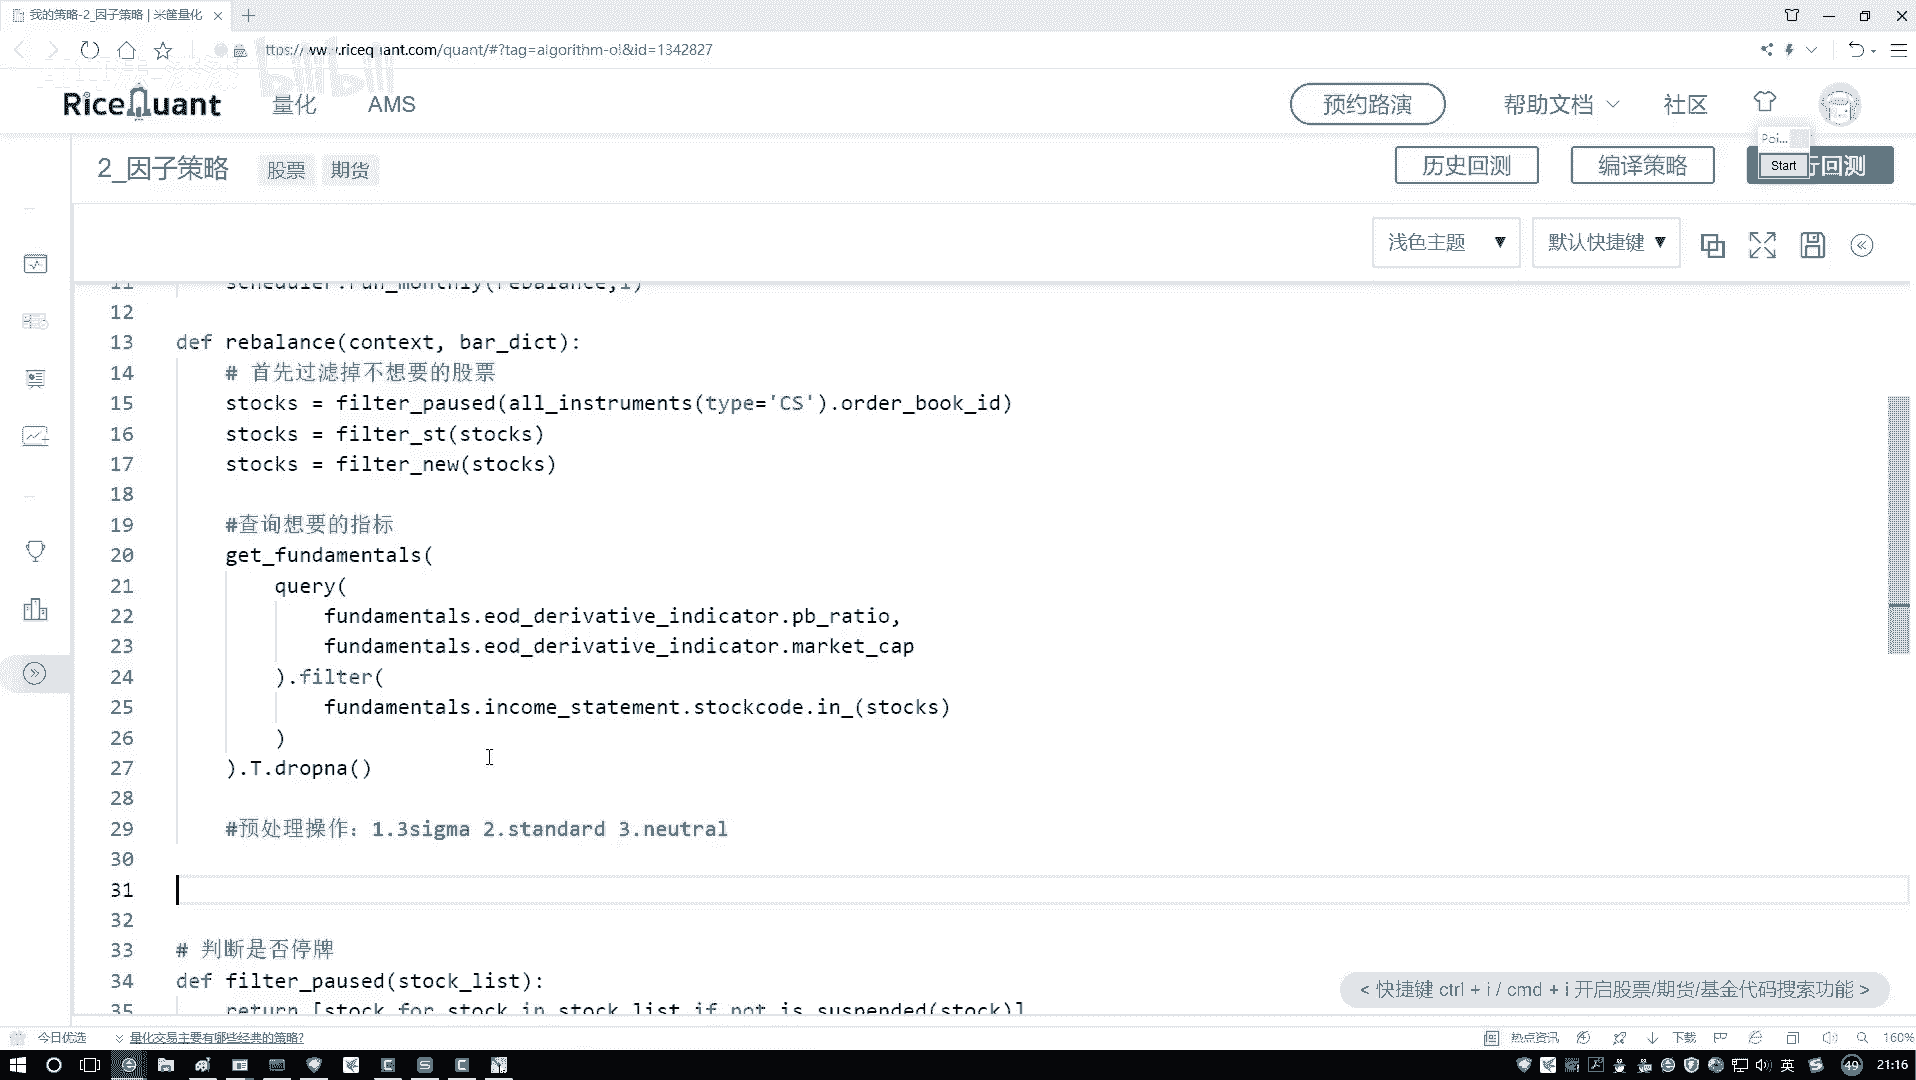 我的策略-2_因子策略 | 米筐量化
ricequant.com/quant/#?tag=algorithm-ol&id=1342827
bilibili
RiceQuant 量化 AMS 预约路演 帮助文档 社区
Poi...
2_因子策略 股票 期货 历史回测 编译策略 Start 行回测
浅色主题 ▼ 默认快捷键 ▼
11 scheduler.run_monthly(rebalance,1)
12
13 def rebalance(context, bar_dict):
14 # 首先过滤掉不想要的股票
15 stocks = filter_paused(all_instruments(type='CS').order_book_id)
16 stocks = filter_st(stocks)
17 stocks = filter_new(stocks)
18
19 #查询想要的指标
20 get_fundamentals(
21 query(
22 fundamentals.eod_derivative_indicator.pb_ratio,
23 fundamentals.eod_derivative_indicator.market_cap
24 ).filter(
25 fundamentals.income_statement.stockcode.in_(stocks)
26 )
27 ).T.dropna()
28
29 #预处理操作：1.3sigma 2.standard 3.neutral
30
31
32
33 # 判断是否停牌
34 def filter_paused(stock_list):
35 return [stock for stock in stock_list if not is_suspended(stock)]
< 快捷键 ctrl + i / cmd + i 开启股票/期货/基金代码搜索功能 >
今日优选 量化交易主要有哪些经典的策略? 热点资讯 下载 160%
英 49 21:16